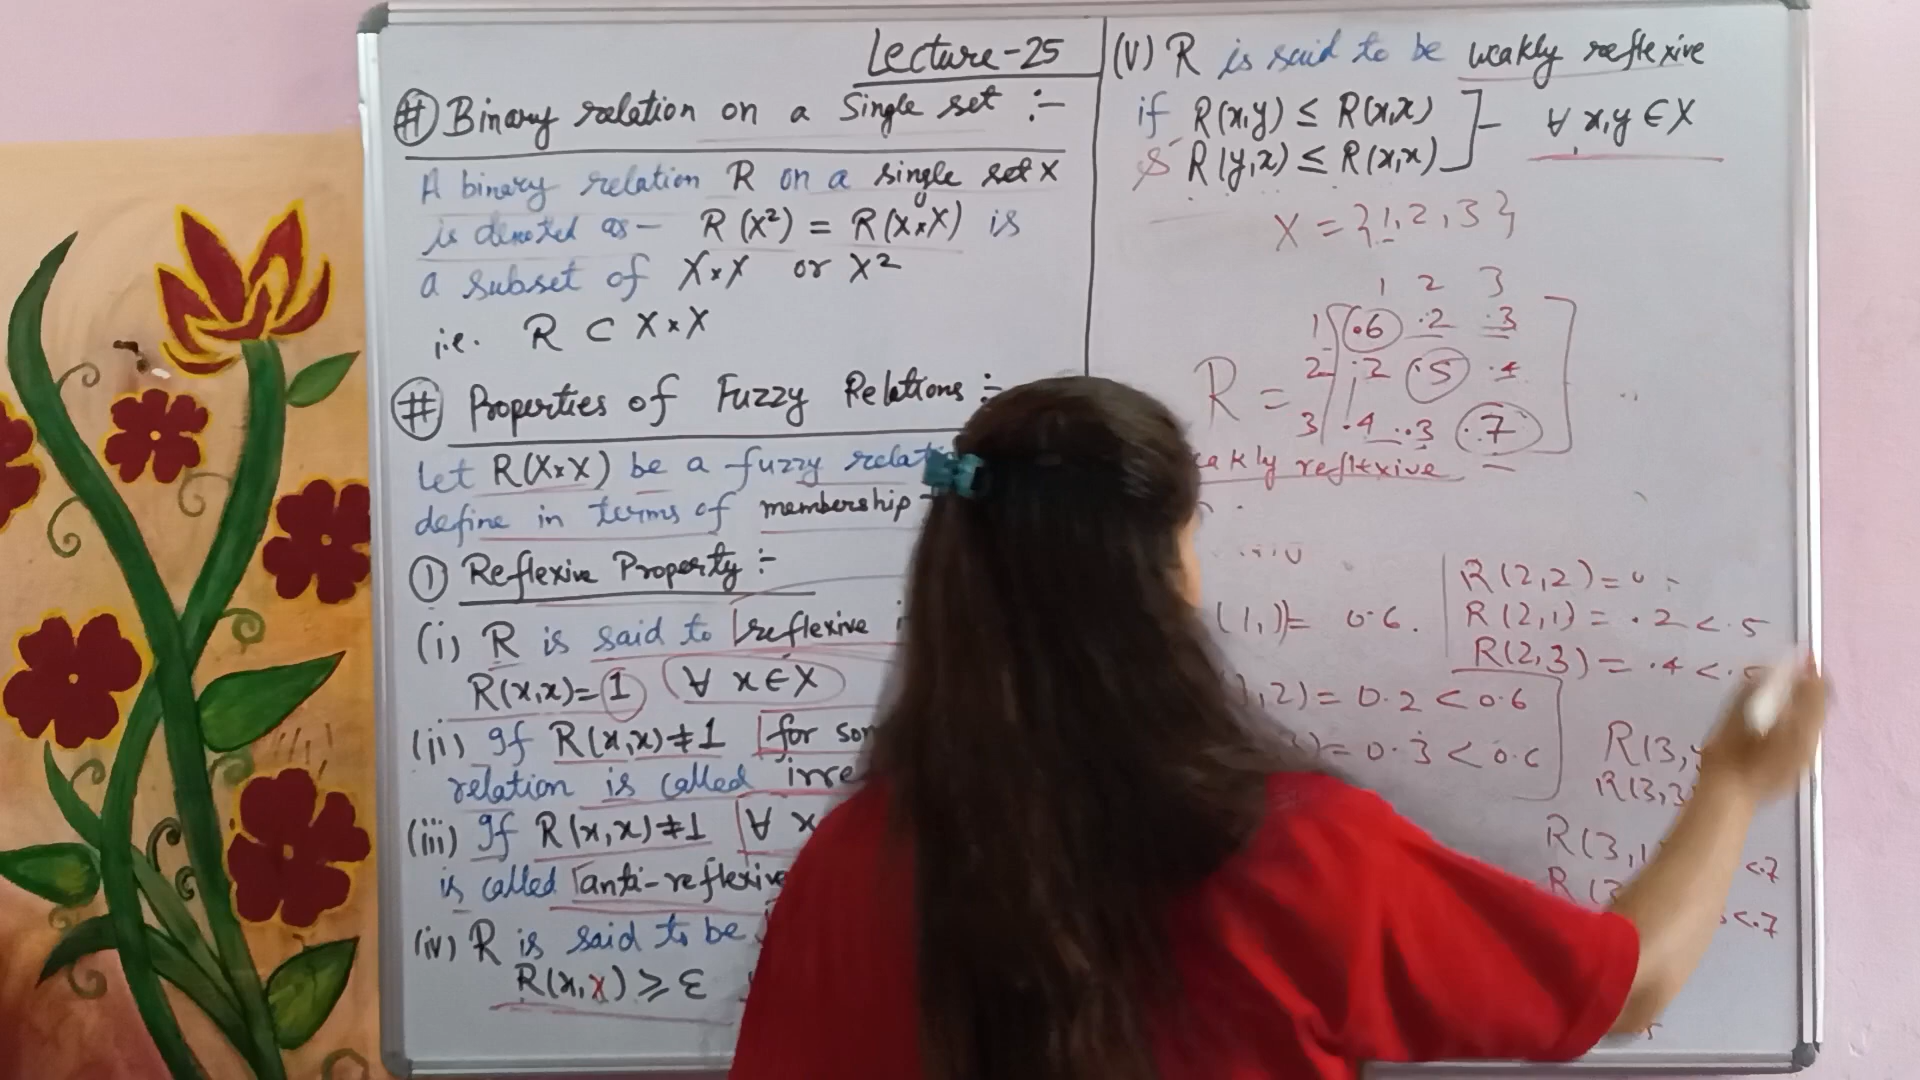 Lecture-25
# Binary relation on a Single set :-
A binary relation R on a single set X
is denoted as - R (X²) = R(X×X) is
a subset of X×X or X²
i.e. R ⊂ X×X
# Properties of Fuzzy Relations :-
Let R(X×X) be a fuzzy
define in terms of membership
① Reflexive Property :-
(i) R is said to reflexive
R(x,x)=1 ∀ x∈X
(ii) If R(x,x)≠1 for
relation is called
(iii) If R(x,x)≠1 ∀ x
is called anti-reflexive
(iv) R is said to be
R(x,x) ⩾ ε
(V) R is said to be weakly reflexive
if R(x,y) ≤ R(x,x)
& R(y,x) ≤ R(x,x) ] - ∀ x,y ∈ X
X = {1,2,3}
1 2 3
1 .6 .2 .3
2 .2 .5 .4
R =
3 .4 .3 .7
reflexive
R(2,2)=
= 0.6. R(2,1) = .2 < .5
R(2,3) = .4 <
,2) = 0.2 < 0.6
= 0.3 < 0.6
R(3,
R(3,3
R(3,1
<.7
R(3
<.7